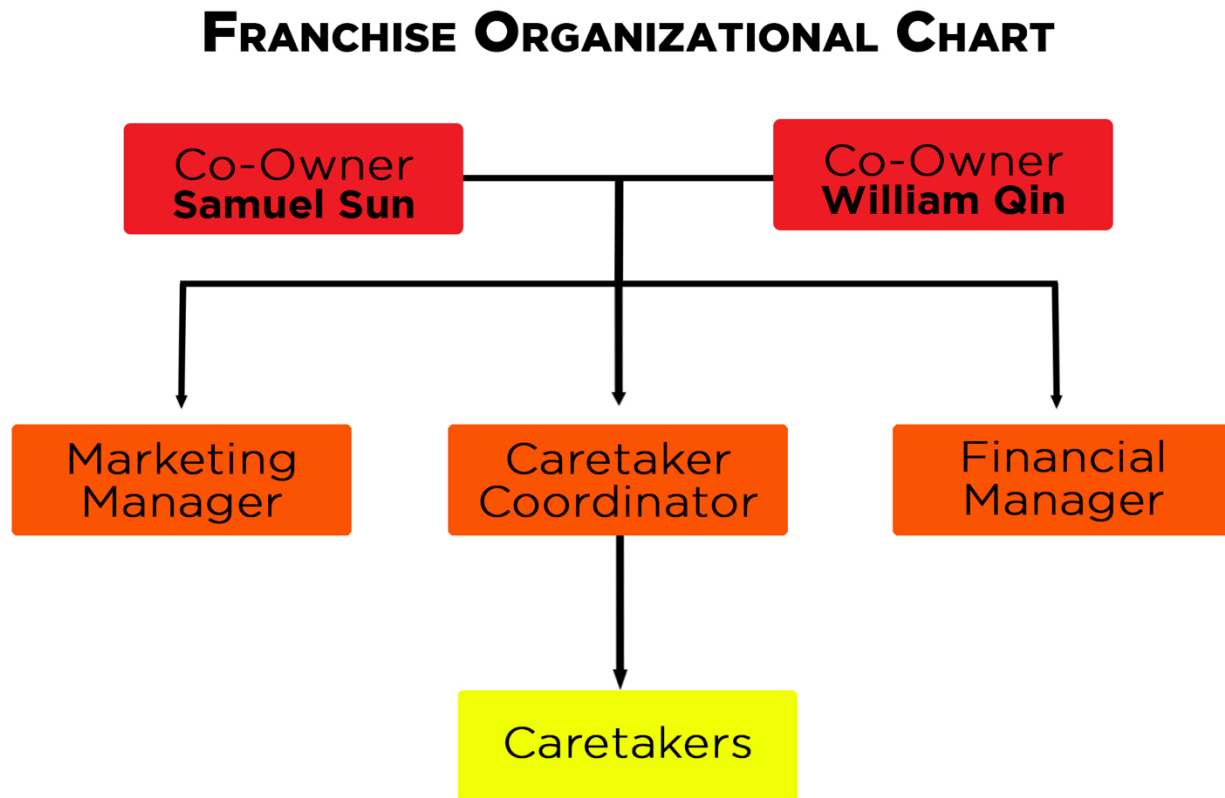 Franchise Organizational Chart
Co-Owner
Samuel Sun
Co-Owner
William Qin
Marketing
Manager
Caretaker
Coordinator
Financial
Manager
Caretakers